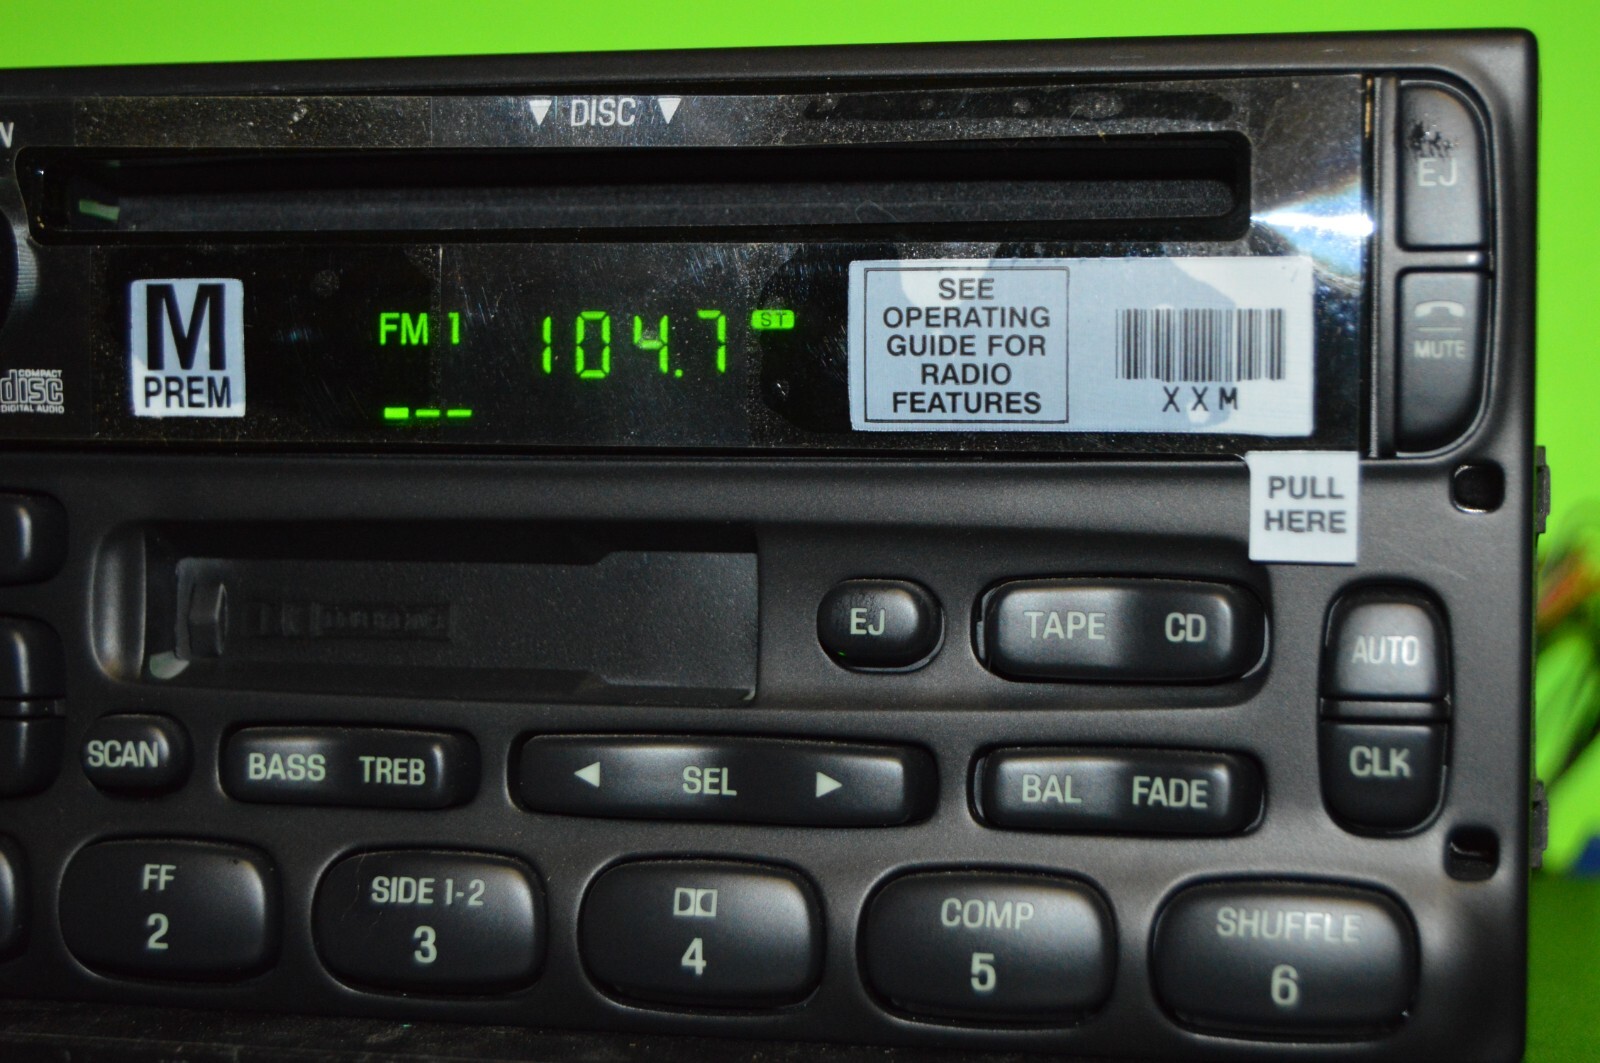 ▼ DISC ▼
EJ
M
PREM
FM 1
104.7
ST
SEE
OPERATING
GUIDE FOR
RADIO
FEATURES
XXM
MUTE
COMPACT
disc
DIGITAL AUDIO
PULL
HERE
EJ
TAPE CD
AUTO
CLK
SCAN
BASS TREB
◀ SEL ▶
BAL FADE
FF
2
SIDE 1-2
3
4
COMP
5
SHUFFLE
6